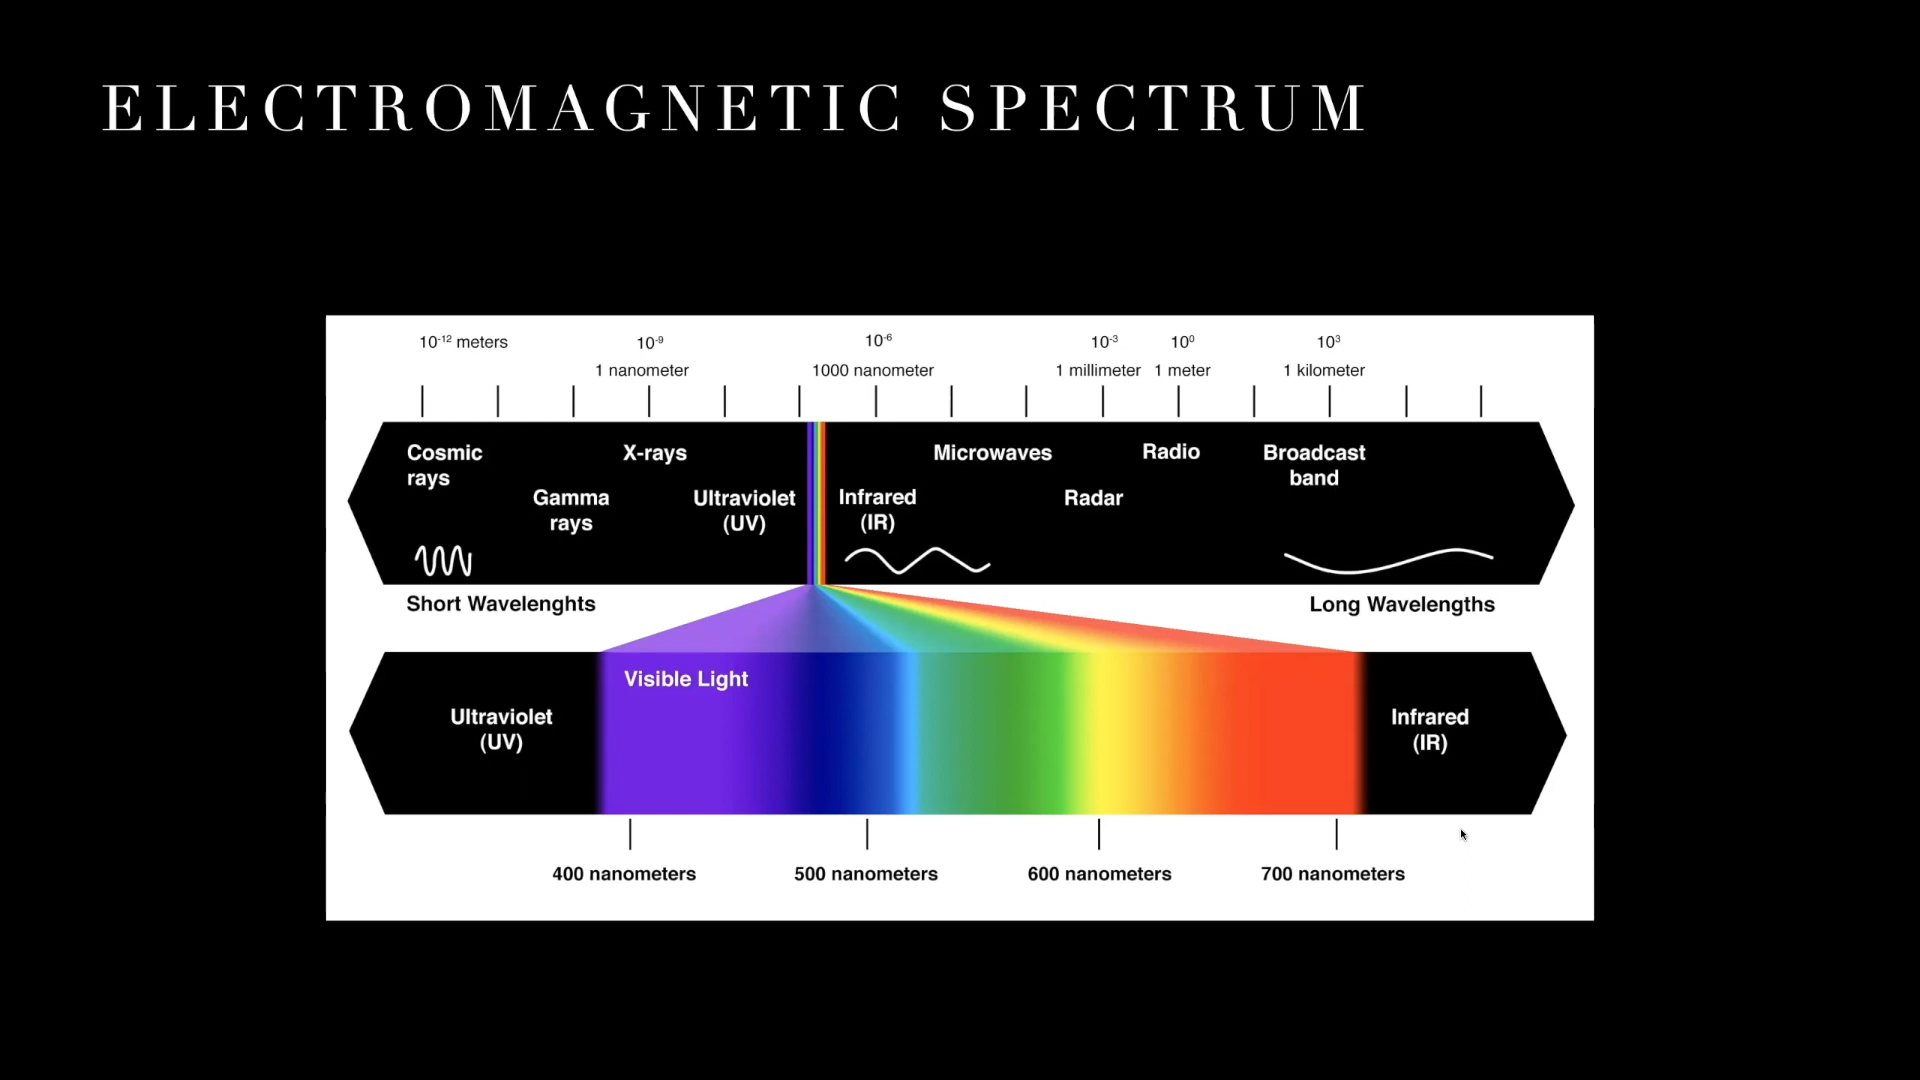 ELECTROMAGNETIC SPECTRUM
10⁻¹² meters 10⁻⁹ 10⁻⁶ 10⁻³ 10⁰ 10³
1 nanometer 1000 nanometer 1 millimeter 1 meter 1 kilometer
Cosmic
rays
Gamma
rays
X-rays
Ultraviolet
(UV)
Infrared
(IR)
Microwaves
Radar
Radio
Broadcast
band
Short Wavelenghts
Long Wavelengths
Ultraviolet
(UV)
Visible Light
Infrared
(IR)
400 nanometers 500 nanometers 600 nanometers 700 nanometers